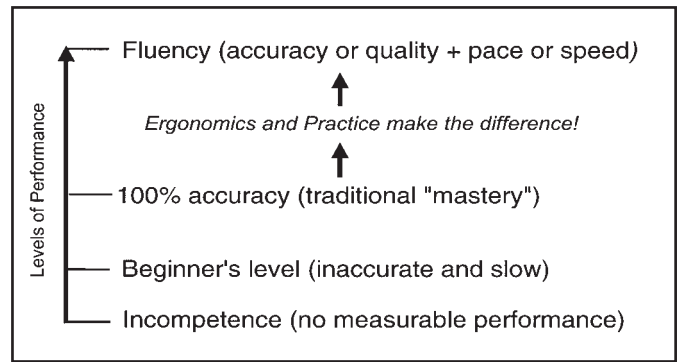 Levels of Performance
Fluency (accuracy or quality + pace or speed)
Ergonomics and Practice make the difference!
100% accuracy (traditional "mastery")
Beginner's level (inaccurate and slow)
Incompetence (no measurable performance)